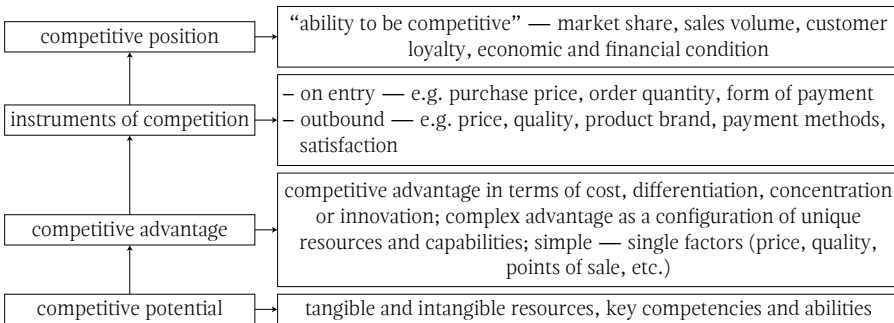 competitive position
“ability to be competitive” — market share, sales volume, customer
loyalty, economic and financial condition
instruments of competition
– on entry — e.g. purchase price, order quantity, form of payment
– outbound — e.g. price, quality, product brand, payment methods,
satisfaction
competitive advantage
competitive advantage in terms of cost, differentiation, concentration
or innovation; complex advantage as a configuration of unique
resources and capabilities; simple — single factors (price, quality,
points of sale, etc.)
competitive potential
tangible and intangible resources, key competencies and abilities